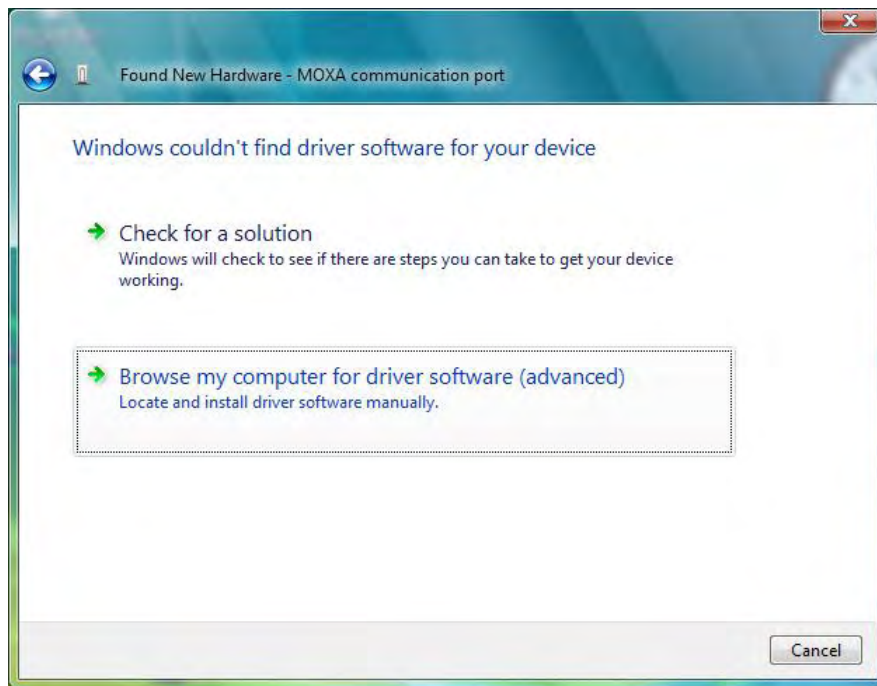 Found New Hardware - MOXA communication port
Windows couldn't find driver software for your device
Check for a solution
Windows will check to see if there are steps you can take to get your device
working.
Browse my computer for driver software (advanced)
Locate and install driver software manually.
Cancel